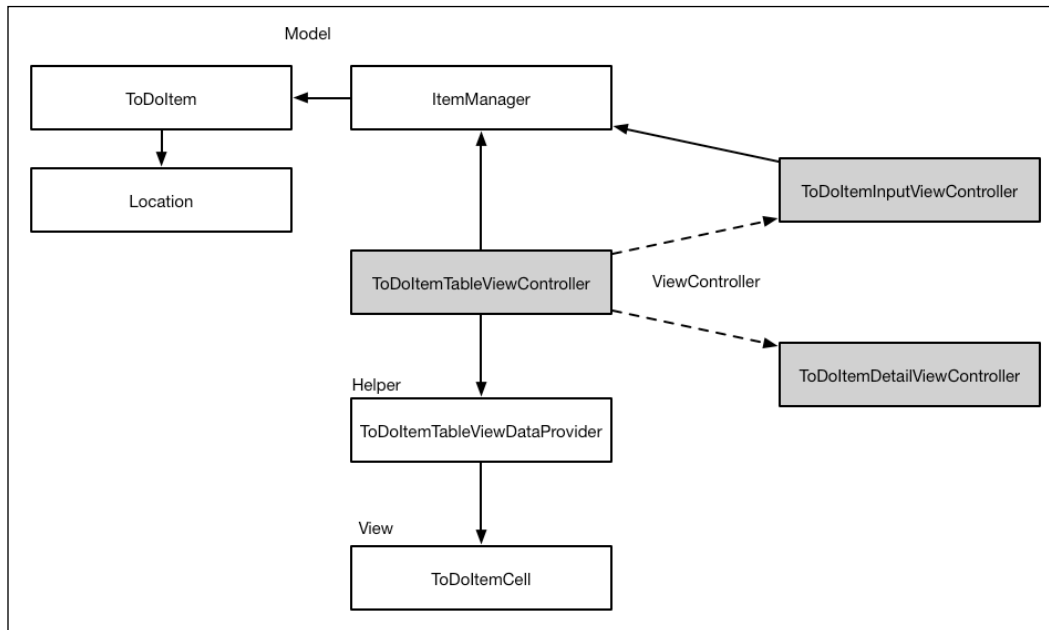 Model
ToDoItem
ItemManager
Location
ToDoItemInputViewController
ToDoItemTableViewController
ViewController
ToDoItemDetailViewController
Helper
ToDoItemTableViewDataProvider
View
ToDoItemCell